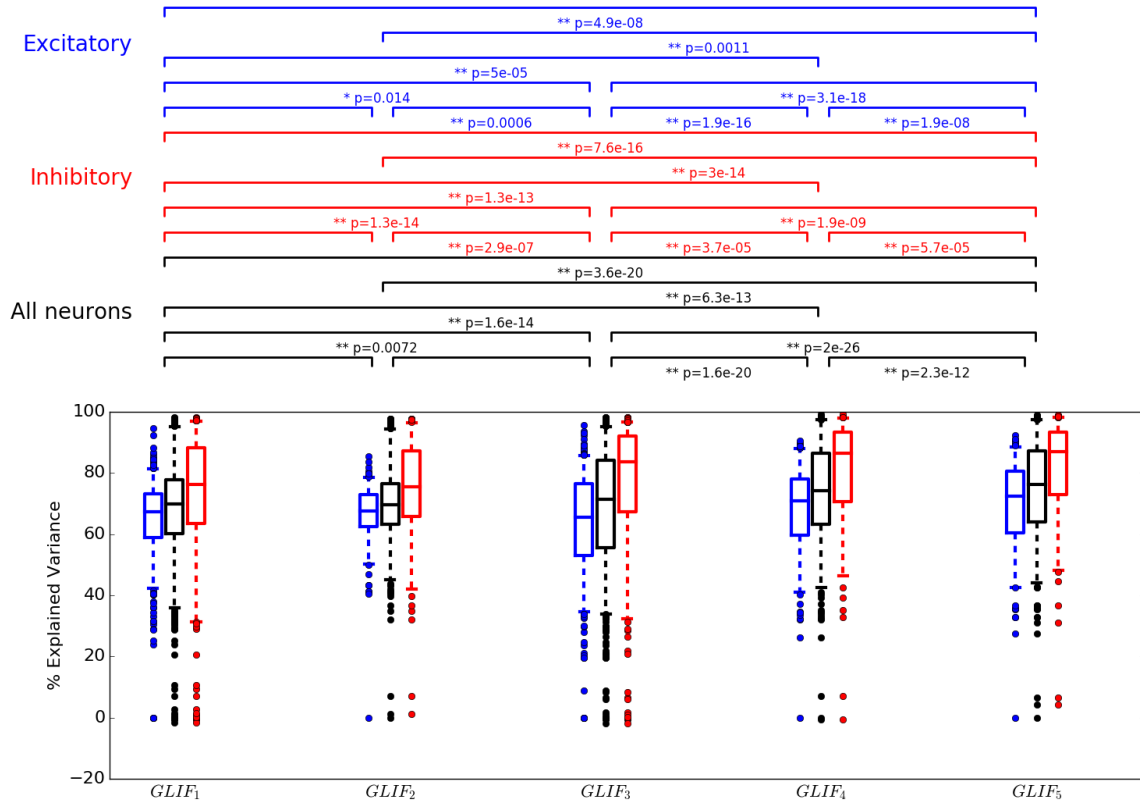 ** p=4.9e-08
Excitatory
** p=0.0011
** p=5e-05
* p=0.014
** p=3.1e-18
** p=0.0006
** p=1.9e-16
** p=1.9e-08
** p=7.6e-16
Inhibitory
** p=3e-14
** p=1.3e-13
** p=1.3e-14
** p=1.9e-09
** p=2.9e-07
** p=3.7e-05
** p=5.7e-05
** p=3.6e-20
All neurons
** p=6.3e-13
** p=1.6e-14
** p=0.0072
** p=2e-26
** p=1.6e-20
** p=2.3e-12
100
80
60
40
20
0
−20
% Explained Variance
GLIF₁
GLIF₂
GLIF₃
GLIF₄
GLIF₅